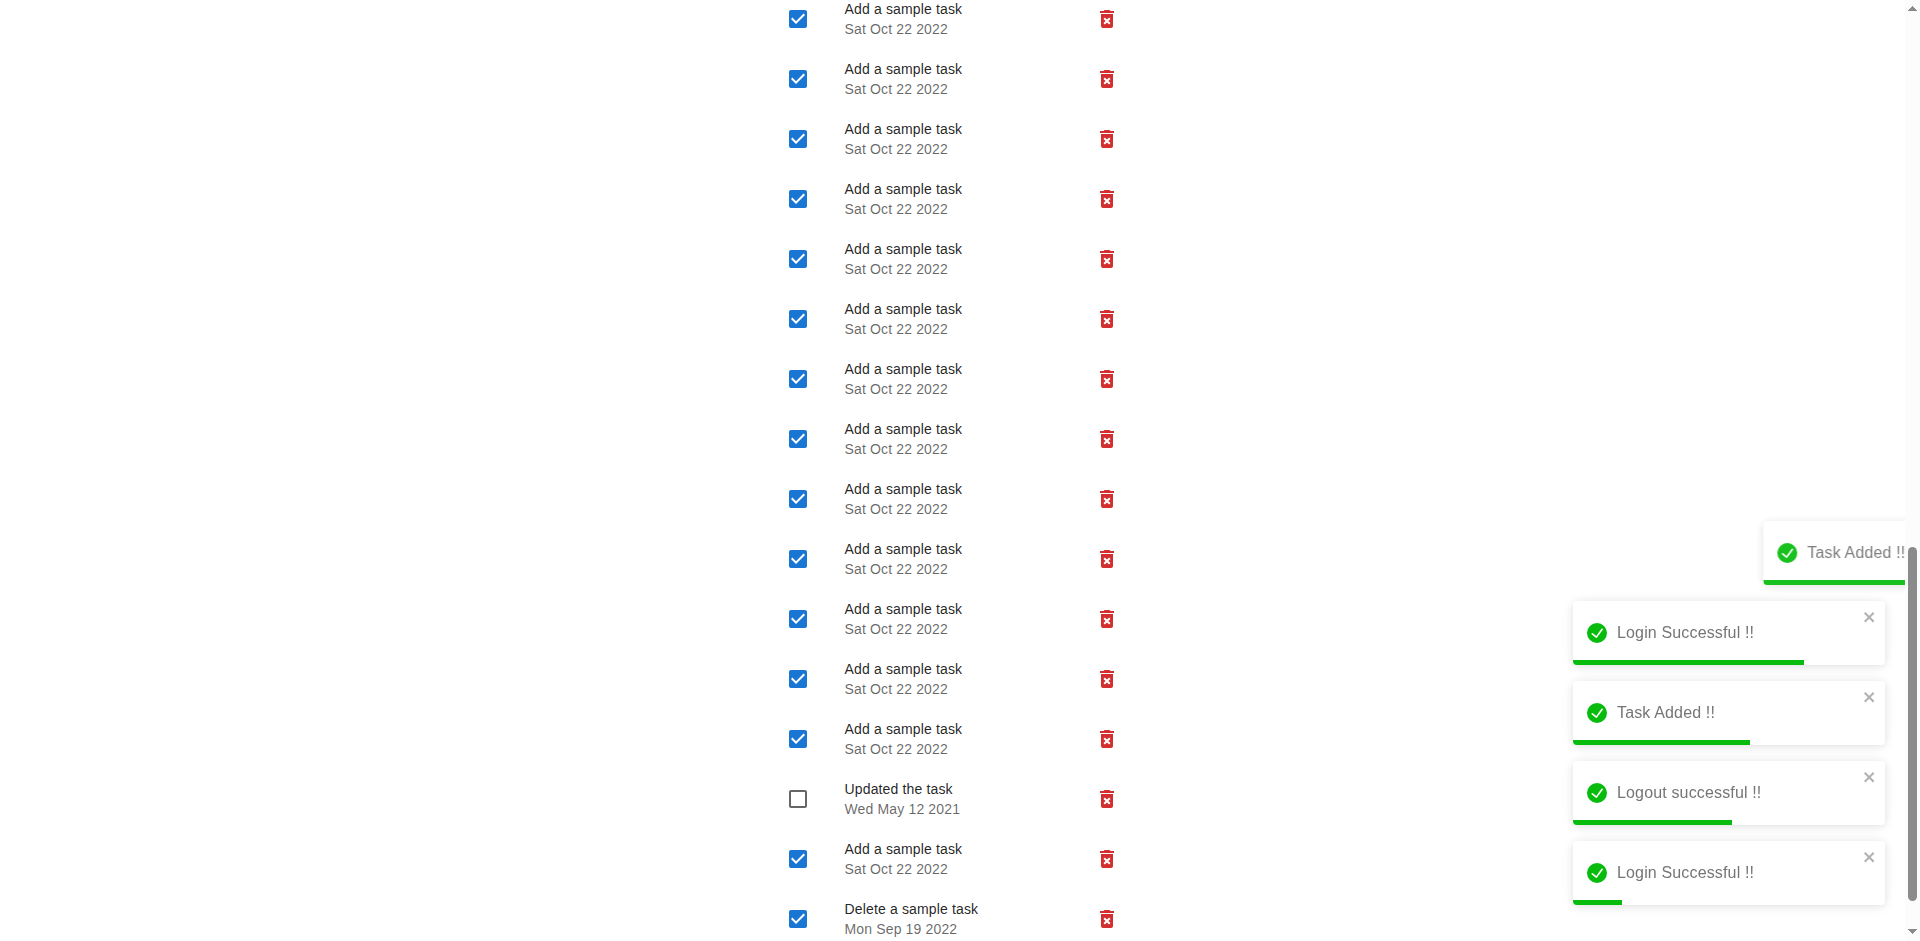 Add a sample task
Sat Oct 22 2022
Add a sample task
Sat Oct 22 2022
Add a sample task
Sat Oct 22 2022
Add a sample task
Sat Oct 22 2022
Add a sample task
Sat Oct 22 2022
Add a sample task
Sat Oct 22 2022
Add a sample task
Sat Oct 22 2022
Add a sample task
Sat Oct 22 2022
Add a sample task
Sat Oct 22 2022
Add a sample task
Sat Oct 22 2022
Add a sample task
Sat Oct 22 2022
Add a sample task
Sat Oct 22 2022
Add a sample task
Sat Oct 22 2022
Updated the task
Wed May 12 2021
Add a sample task
Sat Oct 22 2022
Delete a sample task
Mon Sep 19 2022
Task Added !!
Login Successful !!
Task Added !!
Logout successful !!
Login Successful !!